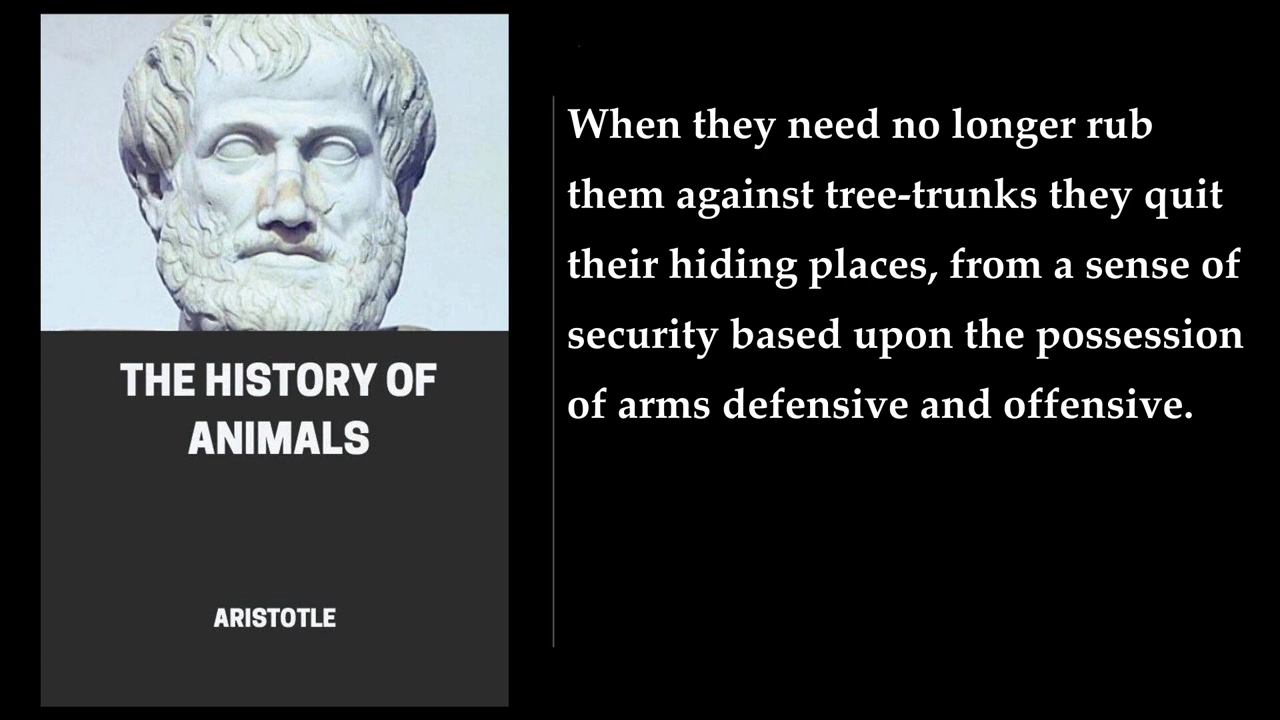 THE HISTORY OF
ANIMALS
ARISTOTLE
When they need no longer rub
them against tree-trunks they quit
their hiding places, from a sense of
security based upon the possession
of arms defensive and offensive.